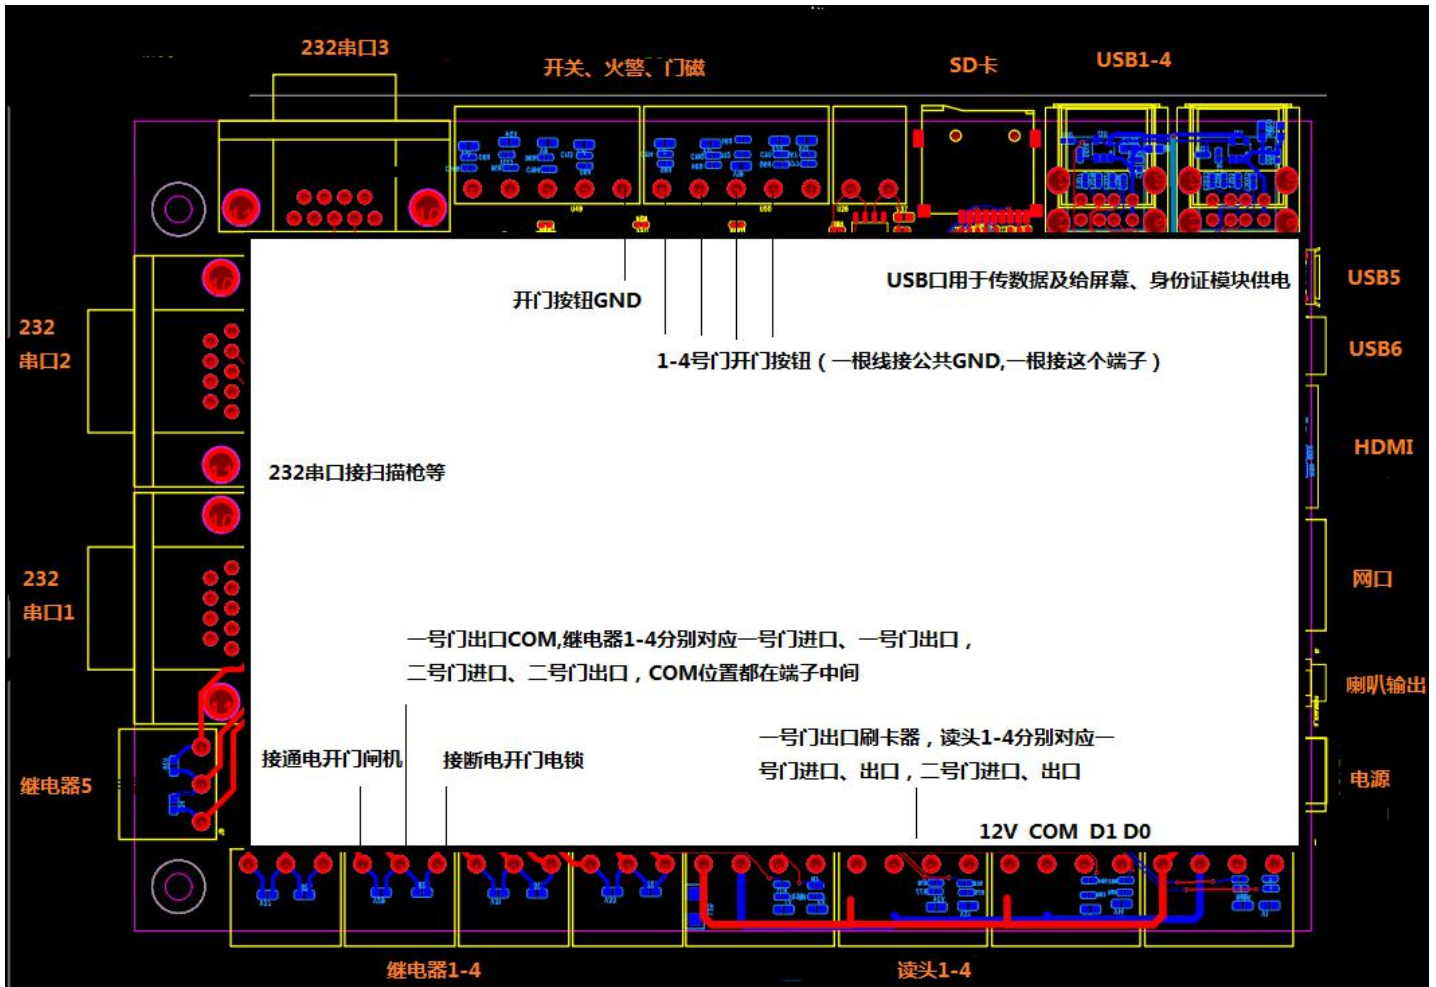 232串口3
开关、火警、门磁
SD卡
USB1-4
开门按钮GND
USB口用于传数据及给屏幕、身份证模块供电
USB5
232
串口2
USB6
1-4号门开门按钮（一根线接公共GND,一根接这个端子）
HDMI
232串口接扫描枪等
232
串口1
网口
一号门出口COM,继电器1-4分别对应一号门进口、一号门出口，
二号门进口、二号门出口，COM位置都在端子中间
喇叭输出
接通电开门闸机
接断电开门电锁
一号门出口刷卡器，读头1-4分别对应一
号门进口、出口，二号门进口、出口
继电器5
电源
12V COM D1 D0
继电器1-4
读头1-4